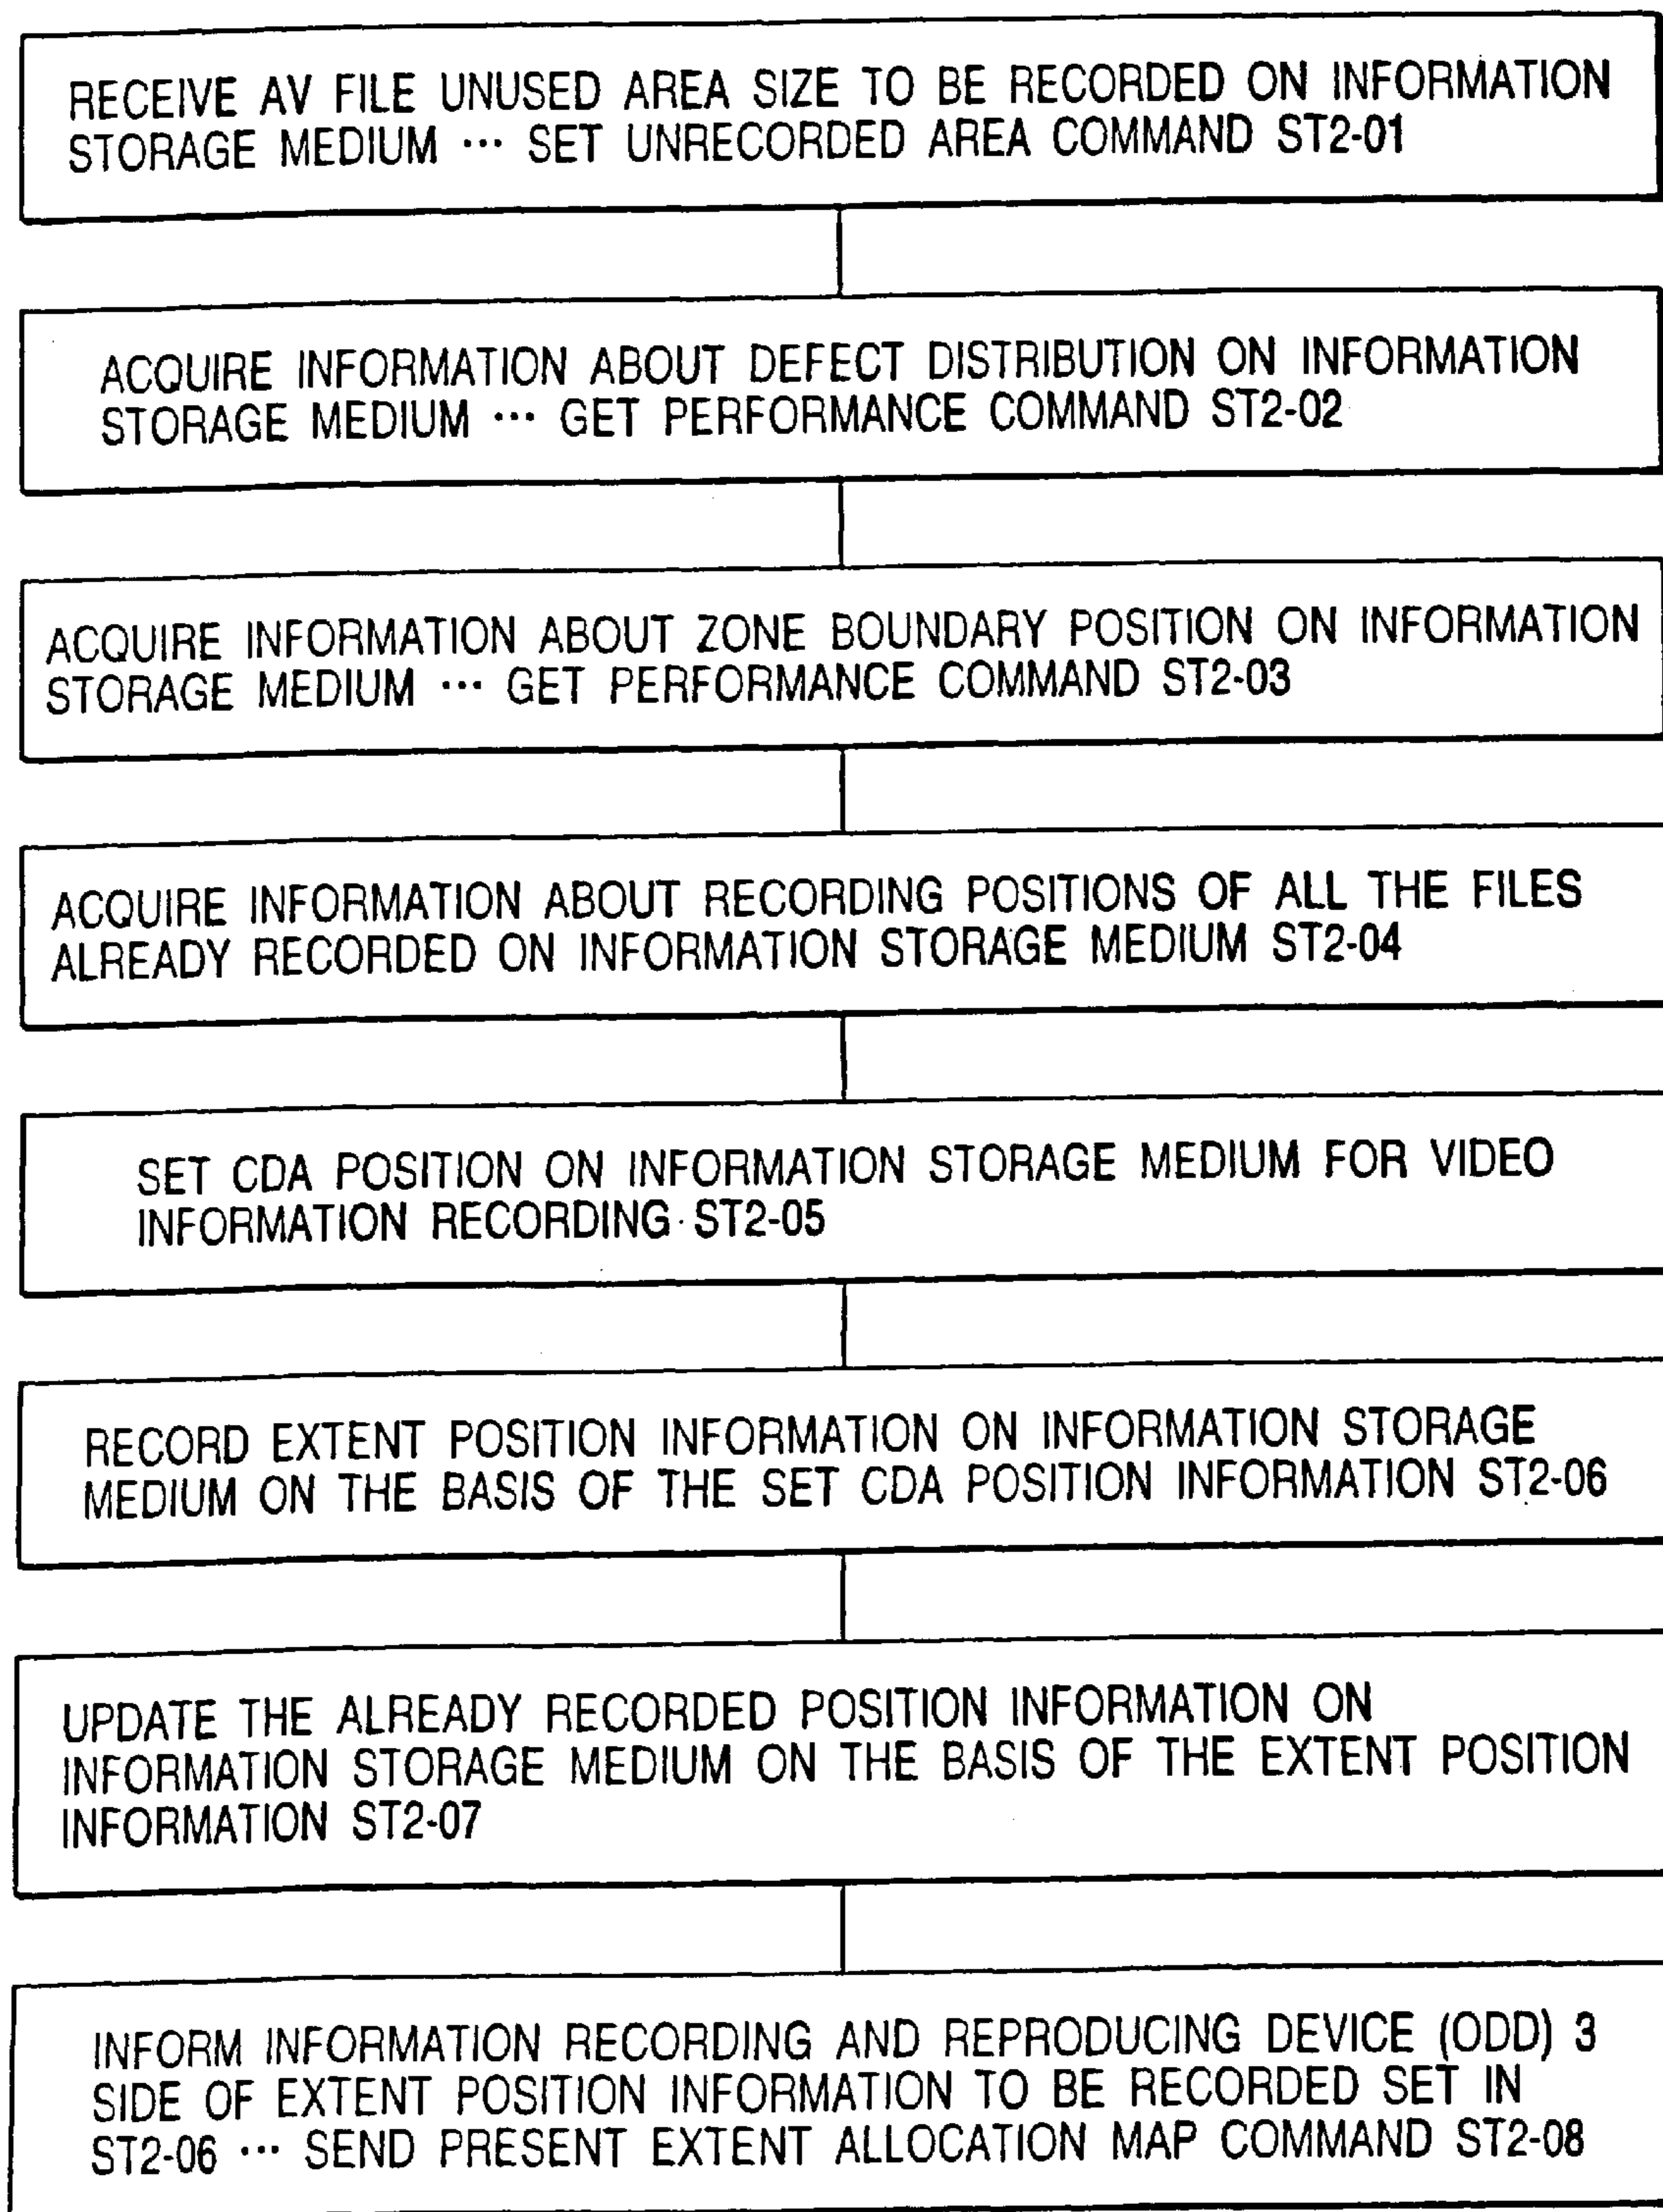 RECEIVE AV FILE UNUSED AREA SIZE TO BE RECORDED ON INFORMATION
STORAGE MEDIUM ··· SET UNRECORDED AREA COMMAND ST2-01
ACQUIRE INFORMATION ABOUT DEFECT DISTRIBUTION ON INFORMATION
STORAGE MEDIUM ··· GET PERFORMANCE COMMAND ST2-02
ACQUIRE INFORMATION ABOUT ZONE BOUNDARY POSITION ON INFORMATION
STORAGE MEDIUM ··· GET PERFORMANCE COMMAND ST2-03
ACQUIRE INFORMATION ABOUT RECORDING POSITIONS OF ALL THE FILES
ALREADY RECORDED ON INFORMATION STORAGE MEDIUM ST2-04
SET CDA POSITION ON INFORMATION STORAGE MEDIUM FOR VIDEO
INFORMATION RECORDING ST2-05
RECORD EXTENT POSITION INFORMATION ON INFORMATION STORAGE
MEDIUM ON THE BASIS OF THE SET CDA POSITION INFORMATION ST2-06
UPDATE THE ALREADY RECORDED POSITION INFORMATION ON
INFORMATION STORAGE MEDIUM ON THE BASIS OF THE EXTENT POSITION
INFORMATION ST2-07
INFORM INFORMATION RECORDING AND REPRODUCING DEVICE (ODD) 3
SIDE OF EXTENT POSITION INFORMATION TO BE RECORDED SET IN
ST2-06 ··· SEND PRESENT EXTENT ALLOCATION MAP COMMAND ST2-08